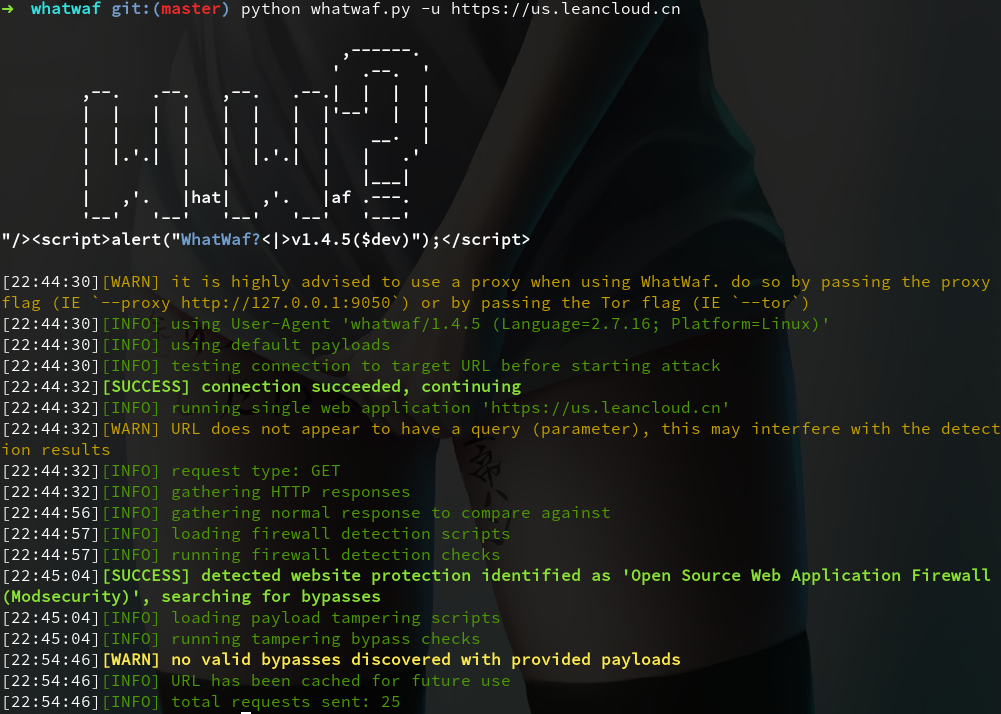 ➜  whatwaf git:(master) python whatwaf.py -u https://us.leancloud.cn
                                  ,------.
                                 '  .--.  '
        ,--.   .--.   ,--.   .--.|  |  |  |
        |  |   |  |   |  |   |  |'--'  |  |
        |  |   |  |   |  |   |  |    __.  |
        |  |.'.|  |   |  |.'.|  |   |   .'
        |         |   |         |   |___|
        |   ,'.   |hat|   ,'.   |af .---.
        '--'   '--'   '--'   '--'   '---'
"/><script>alert("WhatWaf?<|>v1.4.5($dev)");</script>
[22:44:30][WARN] it is highly advised to use a proxy when using WhatWaf. do so by passing the proxy
flag (IE `--proxy http://127.0.0.1:9050`) or by passing the Tor flag (IE `--tor`)
[22:44:30][INFO] using User-Agent 'whatwaf/1.4.5 (Language=2.7.16; Platform=Linux)'
[22:44:30][INFO] using default payloads
[22:44:30][INFO] testing connection to target URL before starting attack
[22:44:32][SUCCESS] connection succeeded, continuing
[22:44:32][INFO] running single web application 'https://us.leancloud.cn'
[22:44:32][WARN] URL does not appear to have a query (parameter), this may interfere with the detect
ion results
[22:44:32][INFO] request type: GET
[22:44:32][INFO] gathering HTTP responses
[22:44:56][INFO] gathering normal response to compare against
[22:44:57][INFO] loading firewall detection scripts
[22:44:57][INFO] running firewall detection checks
[22:45:04][SUCCESS] detected website protection identified as 'Open Source Web Application Firewall
(Modsecurity)', searching for bypasses
[22:45:04][INFO] loading payload tampering scripts
[22:45:04][INFO] running tampering bypass checks
[22:54:46][WARN] no valid bypasses discovered with provided payloads
[22:54:46][INFO] URL has been cached for future use
[22:54:46][INFO] total requests sent: 25